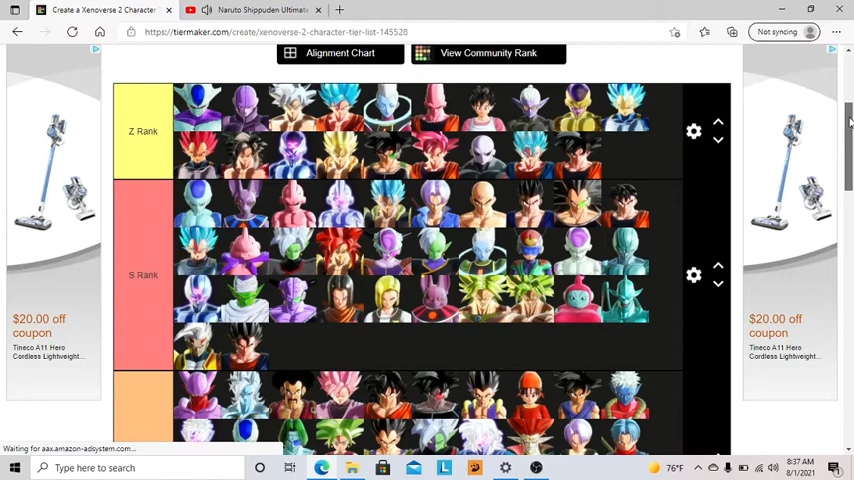 Create a Xenoverse 2 Character
Naruto Shippuden Ultimate
Not syncing
https://tiermaker.com/create/xenoverse-2-character-tier-list-145528
Alignment Chart
View Community Rank
Z Rank
S Rank
$20.00 off
coupon
Tineco A11 Hero
Cordless Lightweight...
$20.00 off
coupon
Tineco A11 Hero
Cordless Lightweight...
Waiting for aax.amazon-adsystem.com...
Type here to search
76°F
8:37 AM
8/1/2021